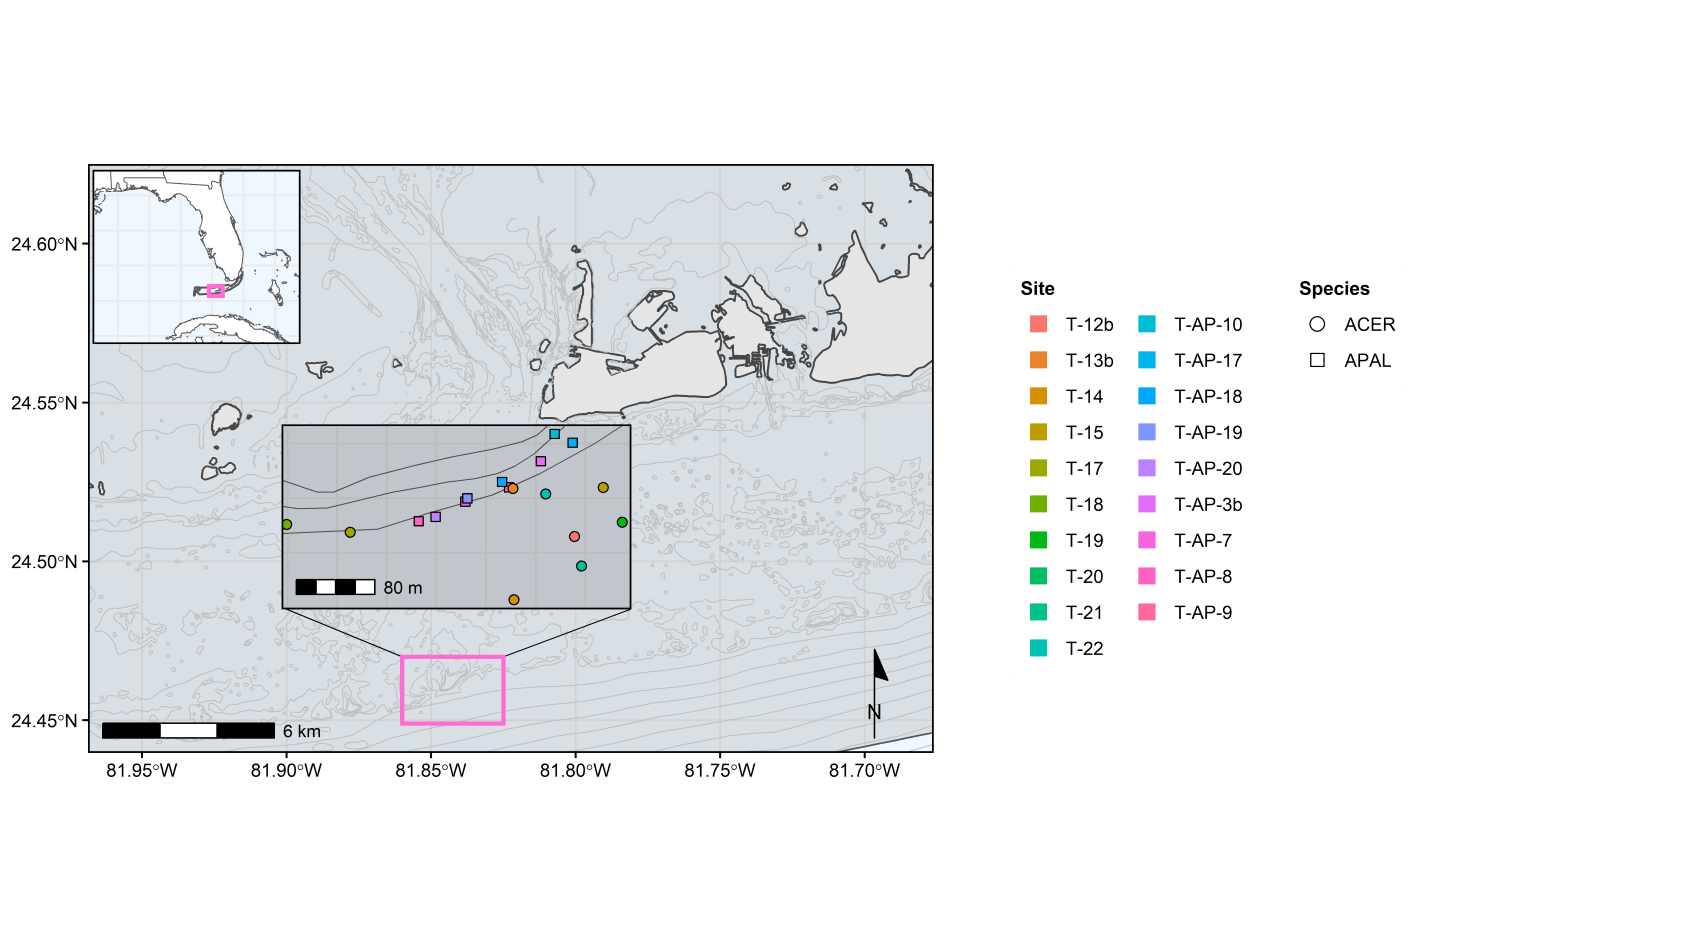 24.60°N
24.55°N
24.50°N
24.45°N
80 m
6 km
N
81.95°W 81.90°W 81.85°W 81.80°W 81.75°W 81.70°W
Site
T-12b
T-13b
T-14
T-15
T-17
T-18
T-19
T-20
T-21
T-22
T-AP-10
T-AP-17
T-AP-18
T-AP-19
T-AP-20
T-AP-3b
T-AP-7
T-AP-8
T-AP-9
Species
ACER
APAL